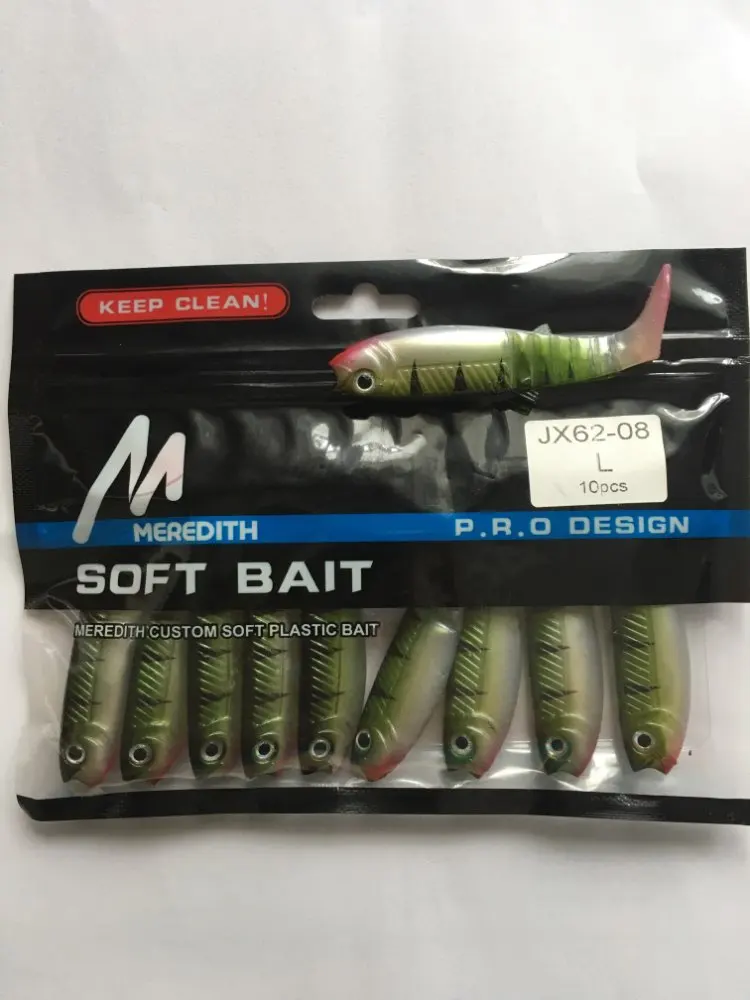 KEEP CLEAN!
JX62-08
L
10pcs
MEREDITH
P.R.O DESIGN
SOFT BAIT
MEREDITH CUSTOM SOFT PLASTIC BAIT